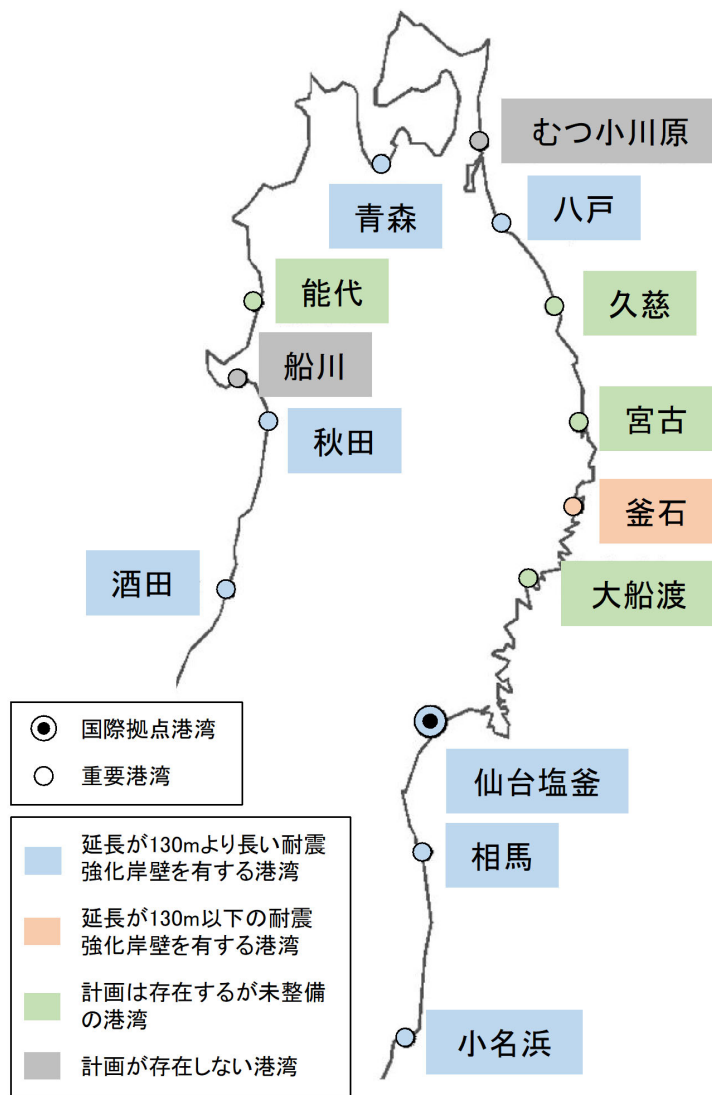 むつ小川原
青森
八戸
能代
久慈
船川
秋田
宮古
釜石
酒田
大船渡
仙台塩釜
相馬
小名浜
国際拠点港湾
重要港湾
延長が130mより長い耐震
強化岸壁を有する港湾
延長が130m以下の耐震
強化岸壁を有する港湾
計画は存在するが未整備
の港湾
計画が存在しない港湾